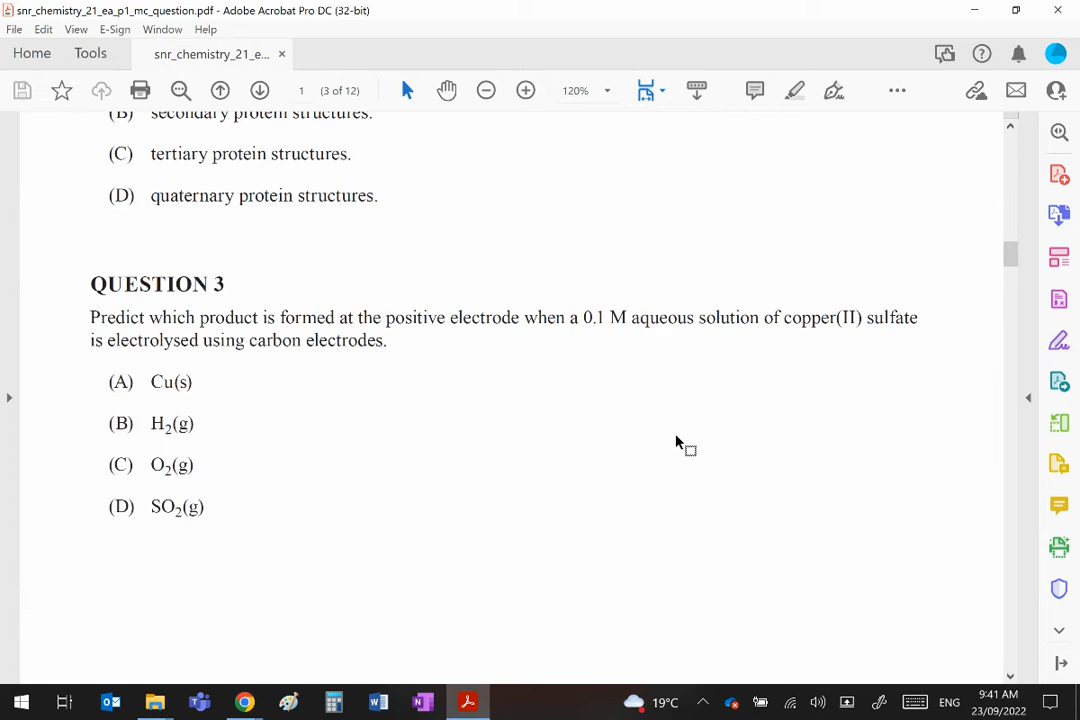 snr_chemistry_21_ea_p1_mc_question.pdf - Adobe Acrobat Pro DC (32-bit)
File Edit View E-Sign Window Help
Home Tools snr_chemistry_21_e... ×
1 (3 of 12) 120%
(B) secondary protein structures.
(C) tertiary protein structures.
(D) quaternary protein structures.
QUESTION 3
Predict which product is formed at the positive electrode when a 0.1 M aqueous solution of copper(II) sulfate
is electrolysed using carbon electrodes.
(A) Cu(s)
(B) H₂(g)
(C) O₂(g)
(D) SO₂(g)
19°C ENG 9:41 AM
23/09/2022